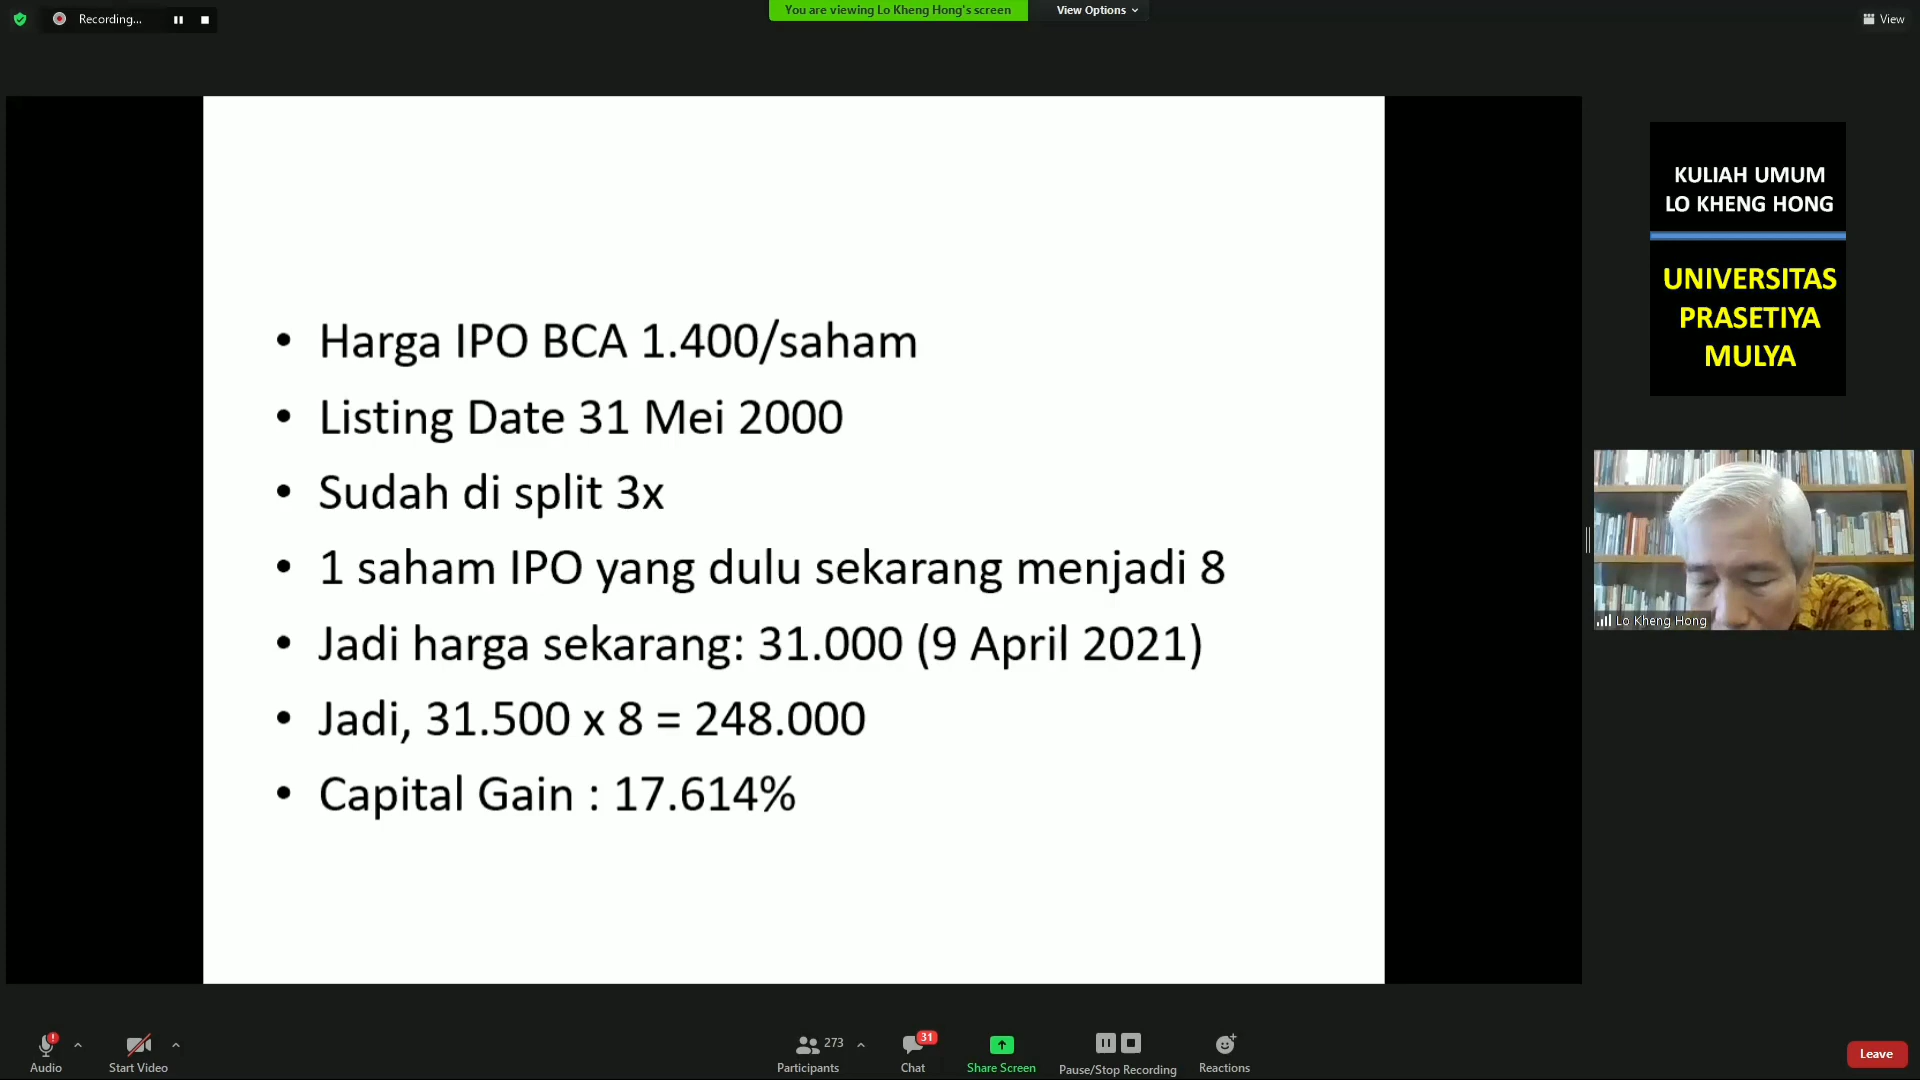 Recording...
You are viewing Lo Kheng Hong's screen
View Options
View
• Harga IPO BCA 1.400/saham
• Listing Date 31 Mei 2000
• Sudah di split 3x
• 1 saham IPO yang dulu sekarang menjadi 8
• Jadi harga sekarang: 31.000 (9 April 2021)
• Jadi, 31.500 x 8 = 248.000
• Capital Gain : 17.614%
KULIAH UMUM
LO KHENG HONG
UNIVERSITAS
PRASETIYA
MULYA
Lo Kheng Hong
Audio
Start Video
273
Participants
31
Chat
Share Screen
Pause/Stop Recording
Reactions
Leave